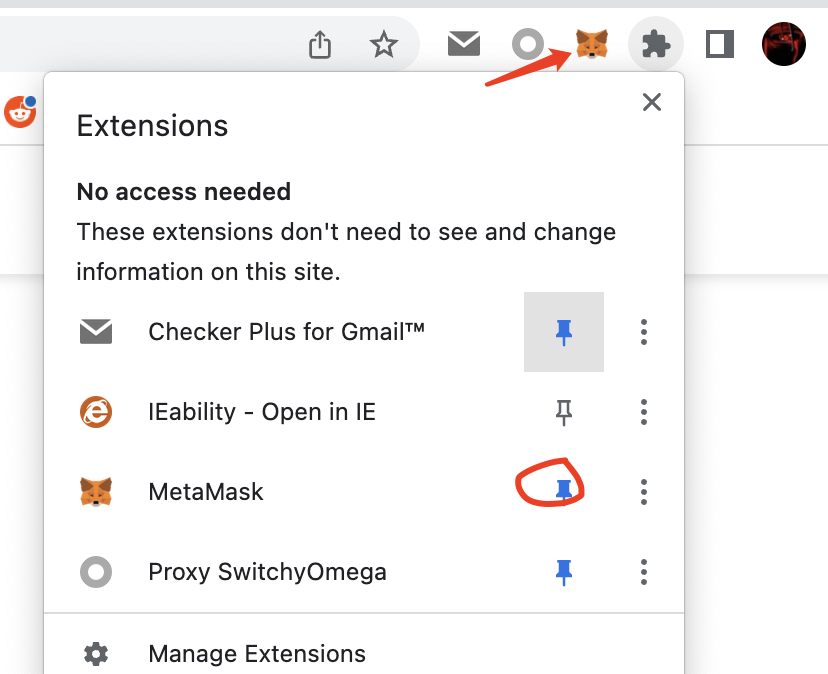 Extensions
No access needed
These extensions don't need to see and change
information on this site.
Checker Plus for Gmail™
IEability - Open in IE
MetaMask
Proxy SwitchyOmega
Manage Extensions